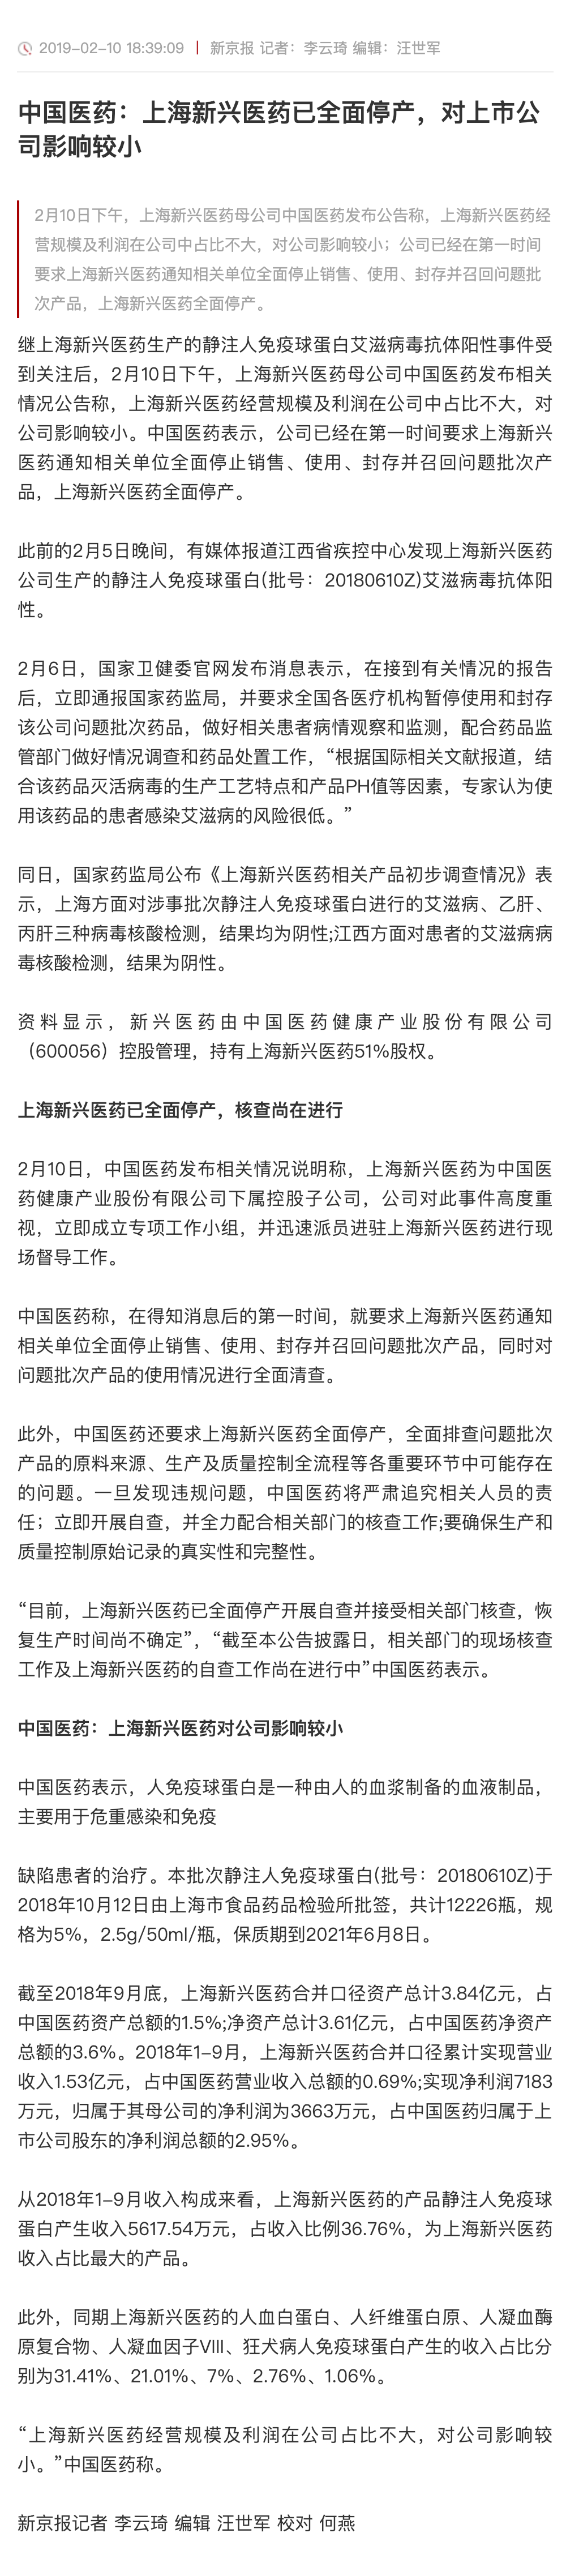 2019-02-10 18:39:09 | 新京报 记者：李云琦 编辑：汪世军
中国医药：上海新兴医药已全面停产，对上市公
司影响较小
2月10日下午，上海新兴医药母公司中国医药发布公告称，上海新兴医药经
营规模及利润在公司中占比不大，对公司影响较小；公司已经在第一时间
要求上海新兴医药通知相关单位全面停止销售、使用、封存并召回问题批
次产品，上海新兴医药全面停产。
继上海新兴医药生产的静注人免疫球蛋白艾滋病毒抗体阳性事件受
到关注后，2月10日下午，上海新兴医药母公司中国医药发布相关
情况公告称，上海新兴医药经营规模及利润在公司中占比不大，对
公司影响较小。中国医药表示，公司已经在第一时间要求上海新兴
医药通知相关单位全面停止销售、使用、封存并召回问题批次产
品，上海新兴医药全面停产。
此前的2月5日晚间，有媒体报道江西省疾控中心发现上海新兴医药
公司生产的静注人免疫球蛋白(批号：20180610Z)艾滋病毒抗体阳
性。
2月6日，国家卫健委官网发布消息表示，在接到有关情况的报告
后，立即通报国家药监局，并要求全国各医疗机构暂停使用和封存
该公司问题批次药品，做好相关患者病情观察和监测，配合药品监
管部门做好情况调查和药品处置工作，“根据国际相关文献报道，结
合该药品灭活病毒的生产工艺特点和产品PH值等因素，专家认为使
用该药品的患者感染艾滋病的风险很低。”
同日，国家药监局公布《上海新兴医药相关产品初步调查情况》表
示，上海方面对涉事批次静注人免疫球蛋白进行的艾滋病、乙肝、
丙肝三种病毒核酸检测，结果均为阴性;江西方面对患者的艾滋病病
毒核酸检测，结果为阴性。
资料显示，新兴医药由中国医药健康产业股份有限公司
（600056）控股管理，持有上海新兴医药51%股权。
上海新兴医药已全面停产，核查尚在进行
2月10日，中国医药发布相关情况说明称，上海新兴医药为中国医
药健康产业股份有限公司下属控股子公司，公司对此事件高度重
视，立即成立专项工作小组，并迅速派员进驻上海新兴医药进行现
场督导工作。
中国医药称，在得知消息后的第一时间，就要求上海新兴医药通知
相关单位全面停止销售、使用、封存并召回问题批次产品，同时对
问题批次产品的使用情况进行全面清查。
此外，中国医药还要求上海新兴医药全面停产，全面排查问题批次
产品的原料来源、生产及质量控制全流程等各重要环节中可能存在
的问题。一旦发现违规问题，中国医药将严肃追究相关人员的责
任；立即开展自查，并全力配合相关部门的核查工作;要确保生产和
质量控制原始记录的真实性和完整性。
“目前，上海新兴医药已全面停产开展自查并接受相关部门核查，恢
复生产时间尚不确定”，“截至本公告披露日，相关部门的现场核查
工作及上海新兴医药的自查工作尚在进行中”中国医药表示。
中国医药：上海新兴医药对公司影响较小
中国医药表示，人免疫球蛋白是一种由人的血浆制备的血液制品，
主要用于危重感染和免疫
缺陷患者的治疗。本批次静注人免疫球蛋白(批号：20180610Z)于
2018年10月12日由上海市食品药品检验所批签，共计12226瓶，规
格为5%，2.5g/50ml/瓶，保质期到2021年6月8日。
截至2018年9月底，上海新兴医药合并口径资产总计3.84亿元，占
中国医药资产总额的1.5%;净资产总计3.61亿元，占中国医药净资产
总额的3.6%。2018年1-9月，上海新兴医药合并口径累计实现营业
收入1.53亿元，占中国医药营业收入总额的0.69%;实现净利润7183
万元，归属于其母公司的净利润为3663万元，占中国医药归属于上
市公司股东的净利润总额的2.95%。
从2018年1-9月收入构成来看，上海新兴医药的产品静注人免疫球
蛋白产生收入5617.54万元，占收入比例36.76%，为上海新兴医药
收入占比最大的产品。
此外，同期上海新兴医药的人血白蛋白、人纤维蛋白原、人凝血酶
原复合物、人凝血因子VIII、狂犬病人免疫球蛋白产生的收入占比分
别为31.41%、21.01%、7%、2.76%、1.06%。
“上海新兴医药经营规模及利润在公司占比不大，对公司影响较
小。”中国医药称。
新京报记者 李云琦 编辑 汪世军 校对 何燕